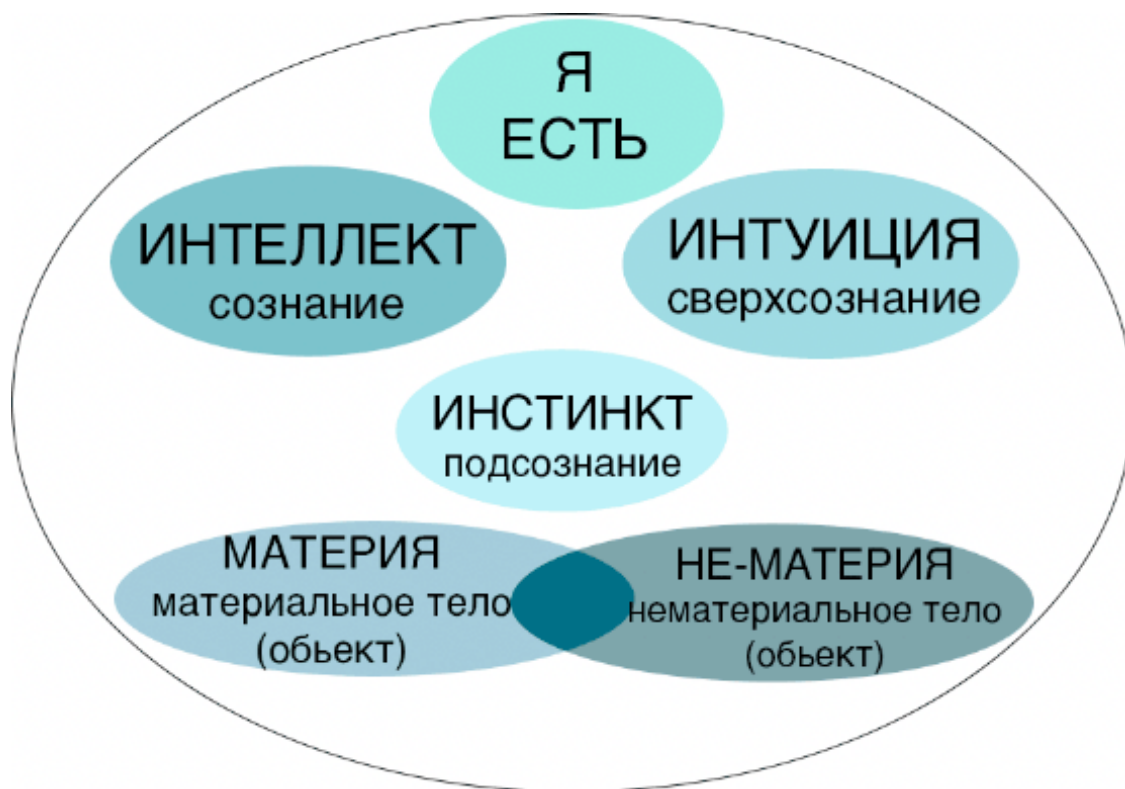 Я
ЕСТЬ
ИНТЕЛЛЕКТ
сознание
ИНТУИЦИЯ
сверхсознание
ИНСТИНКТ
подсознание
МАТЕРИЯ
материальное тело
(обьект)
НЕ-МАТЕРИЯ
нематериальное тело
(обьект)